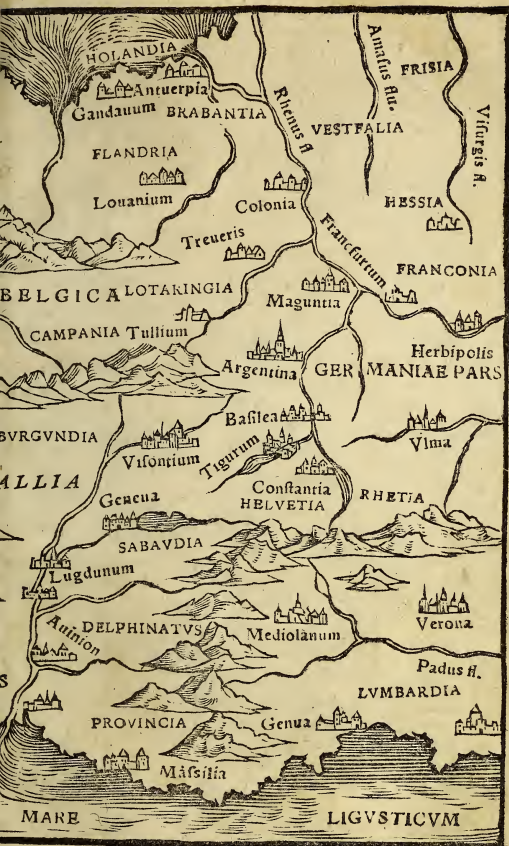 HOLANDIA
Antuerpia
Gandauum
BRABANTIA
Rhenus fl
Amasus flu.
FRISIA
Visurgis fl.
VESTFALIA
FLANDRIA
Louanium
Colonia
HESSIA
Treueris
Francfurtum
FRANCONIA
BELGICA
LOTARINGIA
Maguntia
CAMPANIA
Tullium
Herbipolis
Argentina
GER
MANIAE PARS
Basilea
BVRGVNDIA
Visontium
Tigurum
Vlma
ALLIA
Constantia
RHETIA
Geneua
HELVETIA
SABAVDIA
Lugdunum
Auinion
DELPHINATVS
Mediolanum
Verona
Padus fl.
S
LVMBARDIA
PROVINCIA
Genua
Massilia
MARE
LIGVSTICVM